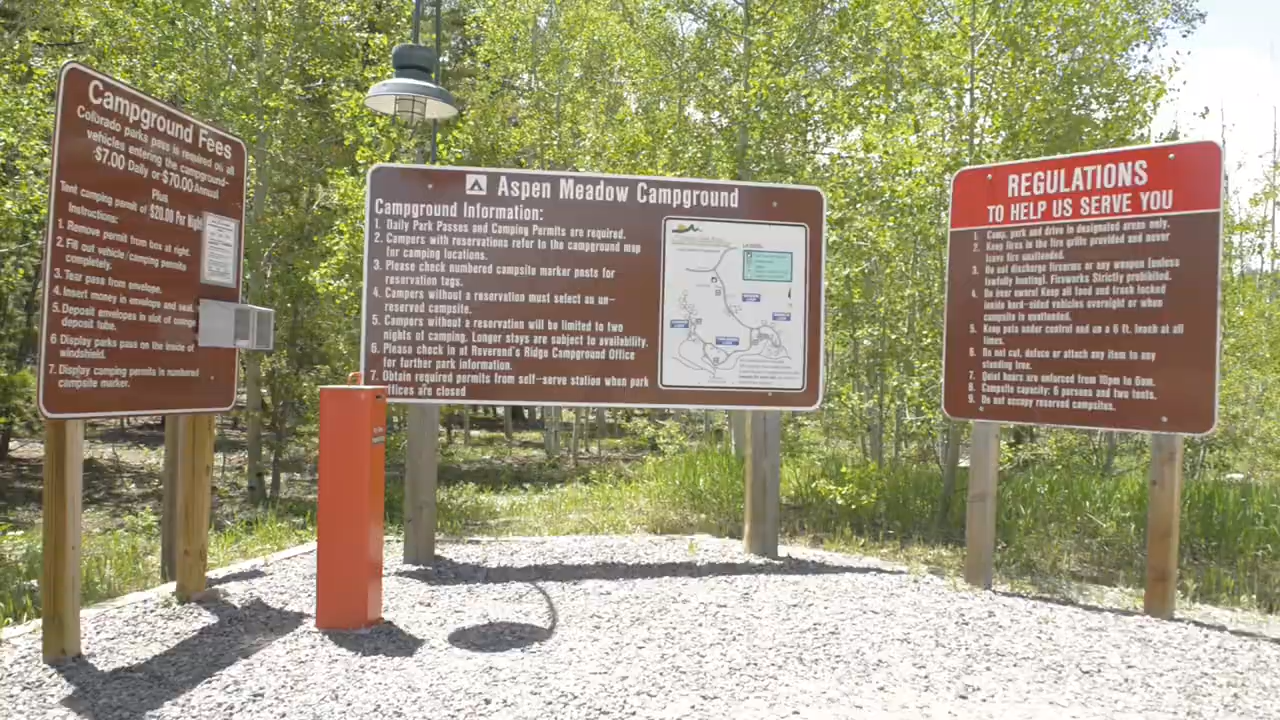 Campground Fees
Colorado parks pass is required on all
vehicles entering the campground-
$7.00 Daily or $70.00 Annual
Plus
Tent camping permit of $20.00 Per Night
Instructions:
1. Remove permit from box at right.
2. Fill out vehicle/camping permits
completely.
3. Tear pass from envelope.
4. Insert money in envelope and seal.
5. Deposit envelopes in slot of orange
deposit tube.
6 Display parks pass on the inside of
windshield.
7. Display camping permits in numbered
campsite marker.
Aspen Meadow Campground
Campground Information:
1. Daily Park Passes and Camping Permits are required.
2. Campers with reservations refer to the campground map
for camping locations.
3. Please check numbered campsite marker posts for
reservation tags.
4. Campers without a reservation must select an un-
reserved campsite.
5. Campers without a reservation will be limited to two
nights of camping. Longer stays are subject to availability.
6. Please check in at Reverend's Ridge Campground Office
for further park information.
7. Obtain required permits from self-serve station when park
offices are closed
REGULATIONS
TO HELP US SERVE YOU
1. Camp, park and drive in designated areas only.
2. Keep fires in the fire grills provided and never
leave fire unattended.
3. Do not discharge firearms or any weapon (unless
lawfully hunting). Fireworks Strictly prohibited.
4. Be bear aware! Keep all food and trash locked
inside hard-sided vehicles overnight or when
campsite is unattended.
5. Keep pets under control and on a 6 ft. leash at all
times.
6. Do not cut, deface or attach any item to any
standing tree.
7. Quiet hours are enforced from 10pm to 6am.
8. Campsite capacity: 6 persons and two tents.
9. Do not occupy reserved campsites.